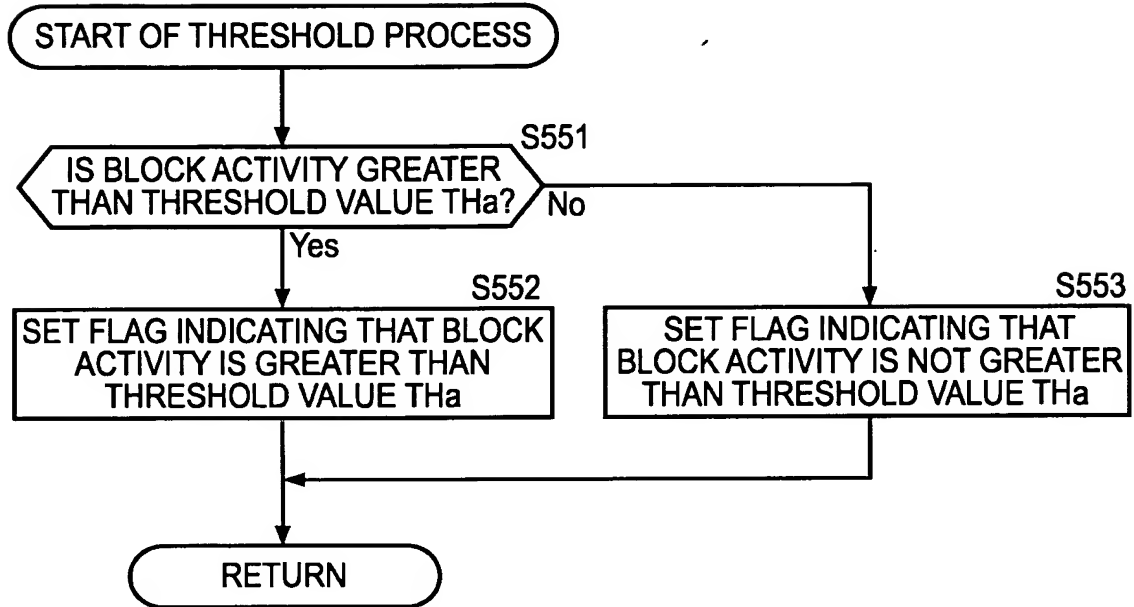 START OF THRESHOLD PROCESS
S551
IS BLOCK ACTIVITY GREATER
THAN THRESHOLD VALUE THa?
No
Yes
S552
SET FLAG INDICATING THAT BLOCK
ACTIVITY IS GREATER THAN
THRESHOLD VALUE THa
S553
SET FLAG INDICATING THAT
BLOCK ACTIVITY IS NOT GREATER
THAN THRESHOLD VALUE THa
RETURN